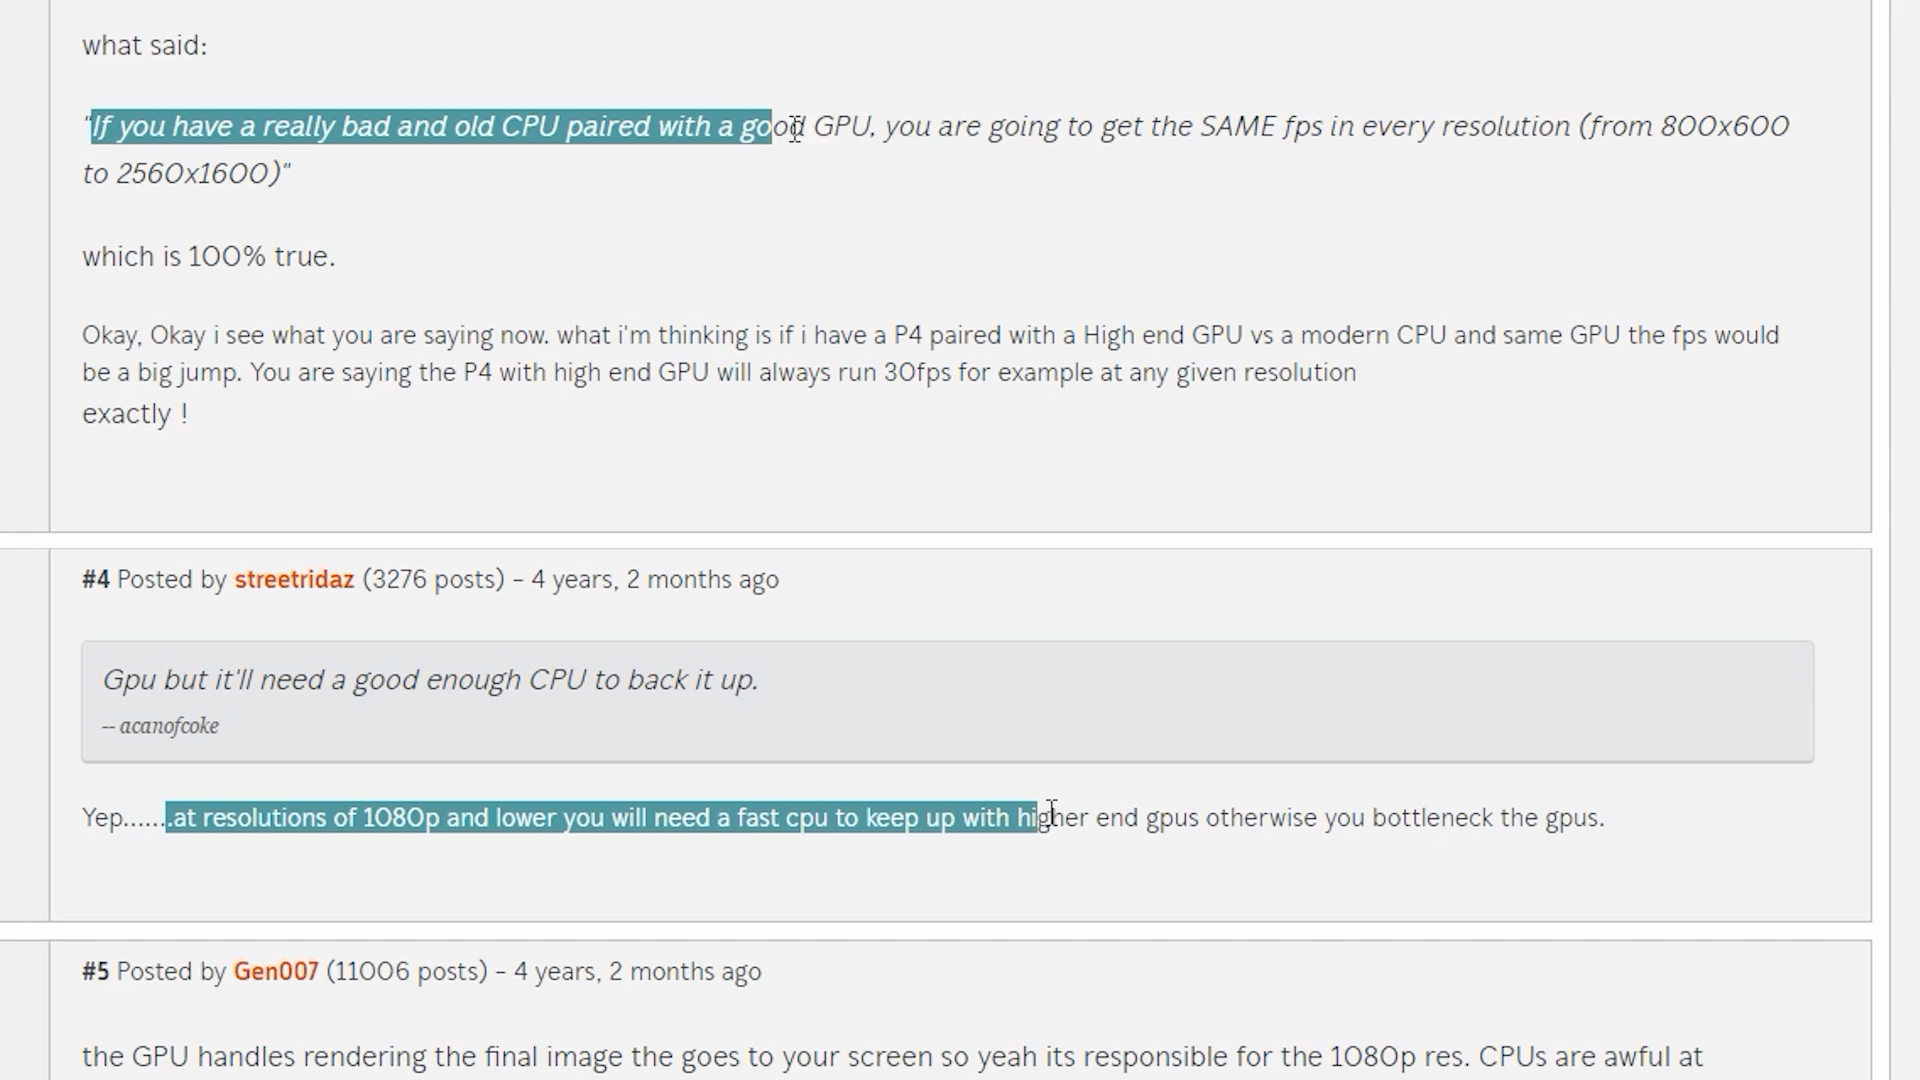 what said:
"If you have a really bad and old CPU paired with a good GPU, you are going to get the SAME fps in every resolution (from 800x600
to 2560x1600)"
which is 100% true.
Okay, Okay i see what you are saying now. what i'm thinking is if i have a P4 paired with a High end GPU vs a modern CPU and same GPU the fps would
be a big jump. You are saying the P4 with high end GPU will always run 30fps for example at any given resolution
exactly !
#4 Posted by streetridaz (3276 posts) - 4 years, 2 months ago
Gpu but it'll need a good enough CPU to back it up.
-- acanofcoke
Yep.......at resolutions of 1080p and lower you will need a fast cpu to keep up with higher end gpus otherwise you bottleneck the gpus.
#5 Posted by Gen007 (11006 posts) - 4 years, 2 months ago
the GPU handles rendering the final image the goes to your screen so yeah its responsible for the 1080p res. CPUs are awful at